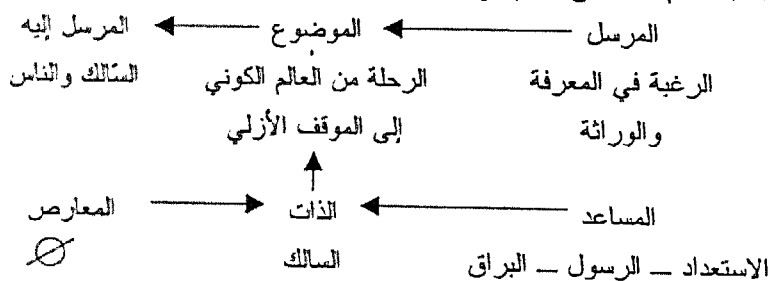 المرسل الموضوع المرسل إليه
الرغبة في المعرفة الرحلة من العالم الكوني السالك والناس
والوراثة إلى الموقف الأزلي
المساعد الذات المعارص
الاستعداد ــ الرسول ــ البراق السالك ∅